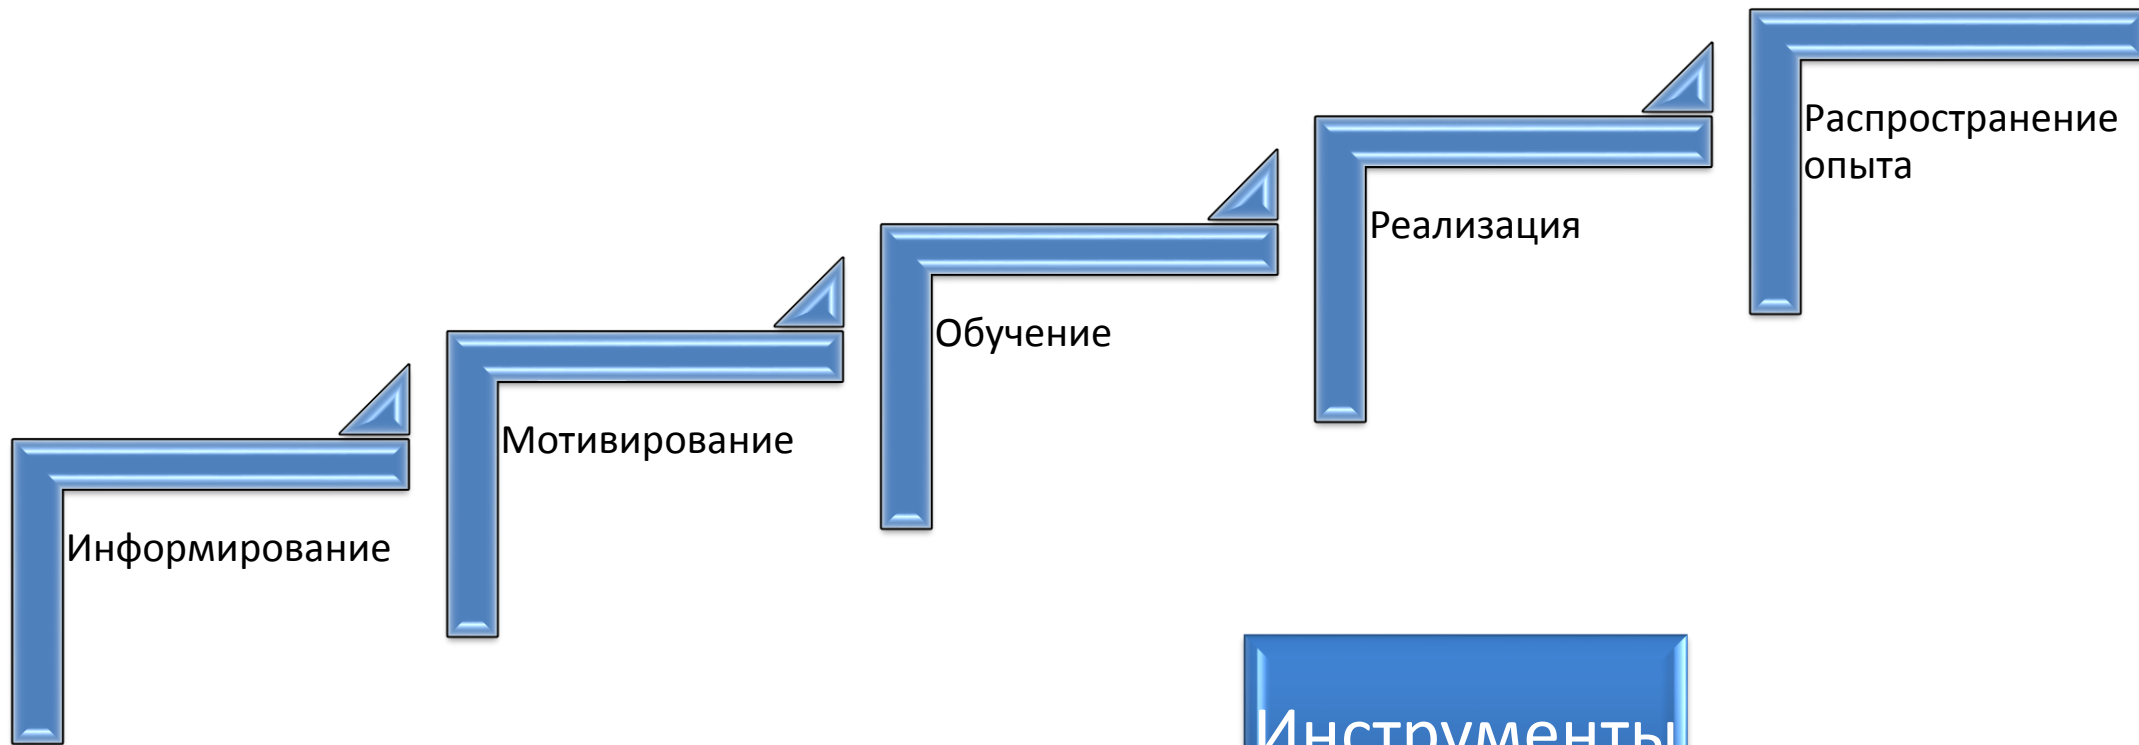 Распространение
опыта
Реализация
Обучение
Мотивирование
Информирование
Инструменты